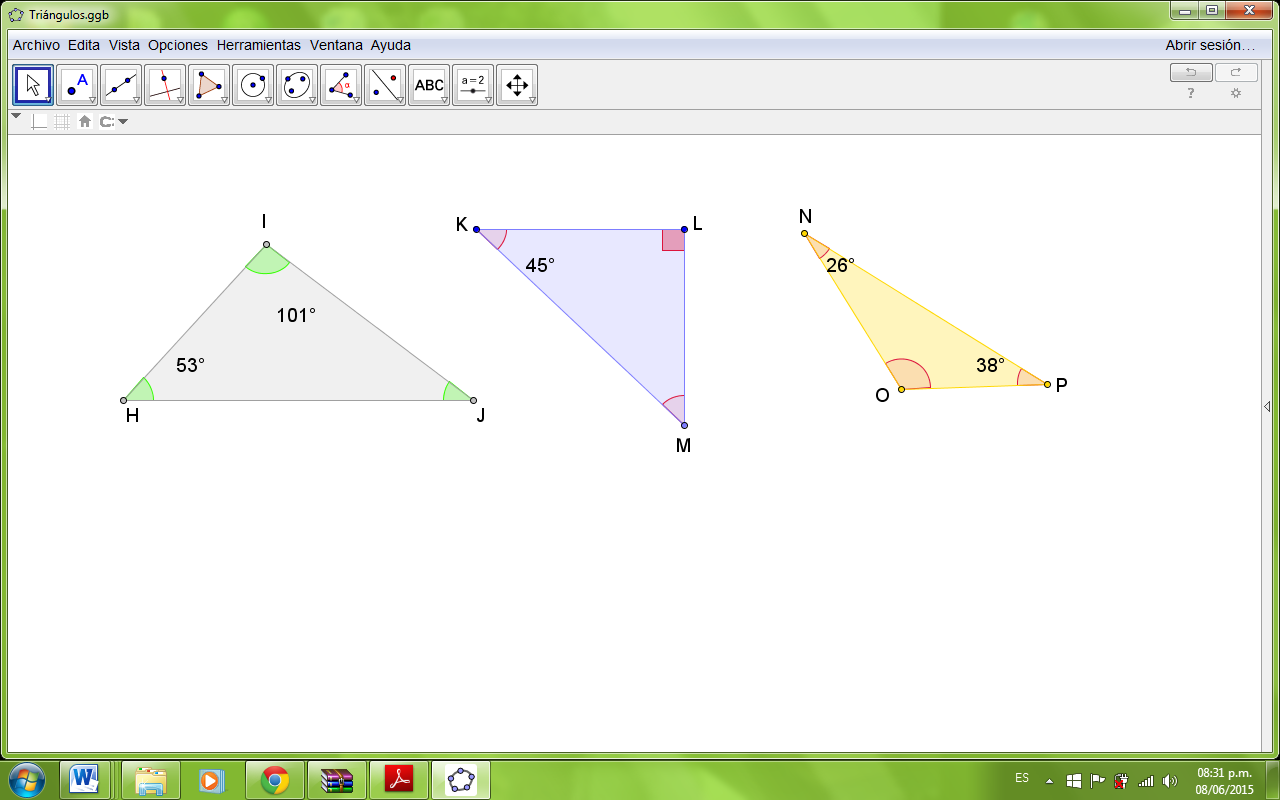 Triángulos.ggb
Archivo Edita Vista Opciones Herramientas Ventana Ayuda Abrir sesión…
A α ABC a=2
?
I
K
L
N
45°
26°
101°
53°
38°
H
J
O
P
M
ES 08:31 p.m.
08/06/2015